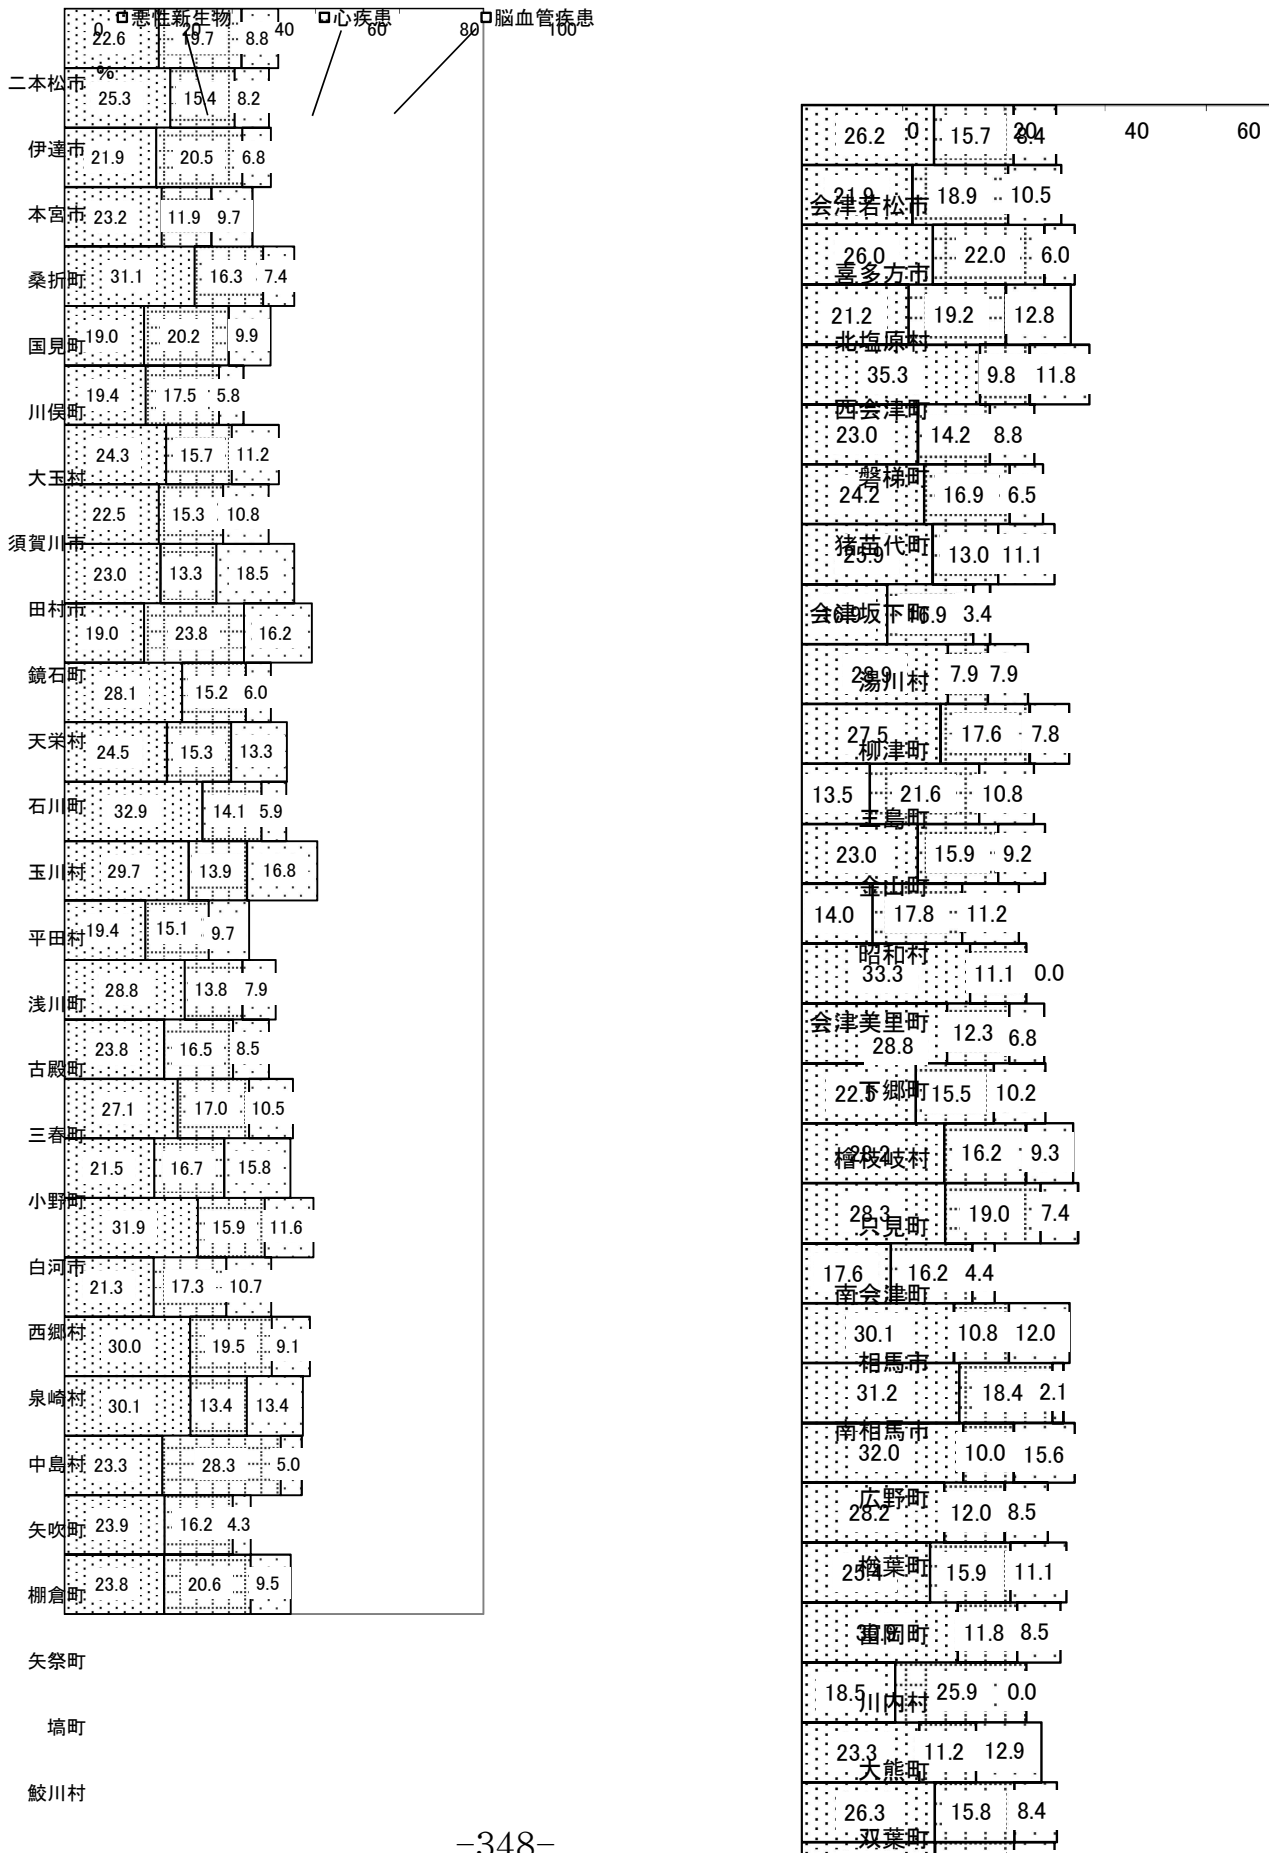 悪性新生物 心疾患 脳血管疾患
0 20 40 60 80 100
%
22.6 19.7 8.8
二本松市
25.3 15.4 8.2
伊達市
21.9 20.5 6.8
本宮市
23.2 11.9 9.7
桑折町
31.1 16.3 7.4
国見町
19.0 20.2 9.9
川俣町
19.4 17.5 5.8
大玉村
24.3 15.7 11.2
須賀川市
22.5 15.3 10.8
田村市
23.0 13.3 18.5
鏡石町
19.0 23.8 16.2
天栄村
28.1 15.2 6.0
石川町
24.5 15.3 13.3
玉川村
32.9 14.1 5.9
平田村
29.7 13.9 16.8
浅川町
19.4 15.1 9.7
古殿町
28.8 13.8 7.9
三春町
23.8 16.5 8.5
小野町
27.1 17.0 10.5
白河市
21.5 16.7 15.8
西郷村
31.9 15.9 11.6
泉崎村
21.3 17.3 10.7
中島村
30.0 19.5 9.1
矢吹町
30.1 13.4 13.4
棚倉町
23.3 28.3 5.0
矢祭町
23.9 16.2 4.3
塙町
23.8 20.6 9.5
鮫川村
0 20 40 60
26.2 15.7 8.4
会津若松市
21.9 18.9 10.5
喜多方市
26.0 22.0 6.0
北塩原村
21.2 19.2 12.8
西会津町
35.3 9.8 11.8
磐梯町
23.0 14.2 8.8
猪苗代町
24.2 16.9 6.5
会津坂下町
25.9 13.0 11.1
湯川村
16.9 16.9 3.4
柳津町
28.9 7.9 7.9
三島町
27.5 17.6 7.8
金山町
13.5 21.6 10.8
昭和村
23.0 15.9 9.2
会津美里町
14.0 17.8 11.2
下郷町
33.3 11.1 0.0
檜枝岐村
28.8 12.3 6.8
只見町
22.5 15.5 10.2
南会津町
28.2 16.2 9.3
相馬市
28.3 19.0 7.4
南相馬市
17.6 16.2 4.4
広野町
30.1 10.8 12.0
楢葉町
31.2 18.4 2.1
富岡町
32.0 10.0 15.6
川内村
28.2 12.0 8.5
大熊町
25.4 15.9 11.1
双葉町
11.8 8.5
18.5 25.9 0.0
23.3 11.2 12.9
26.3 15.8 8.4
-348-